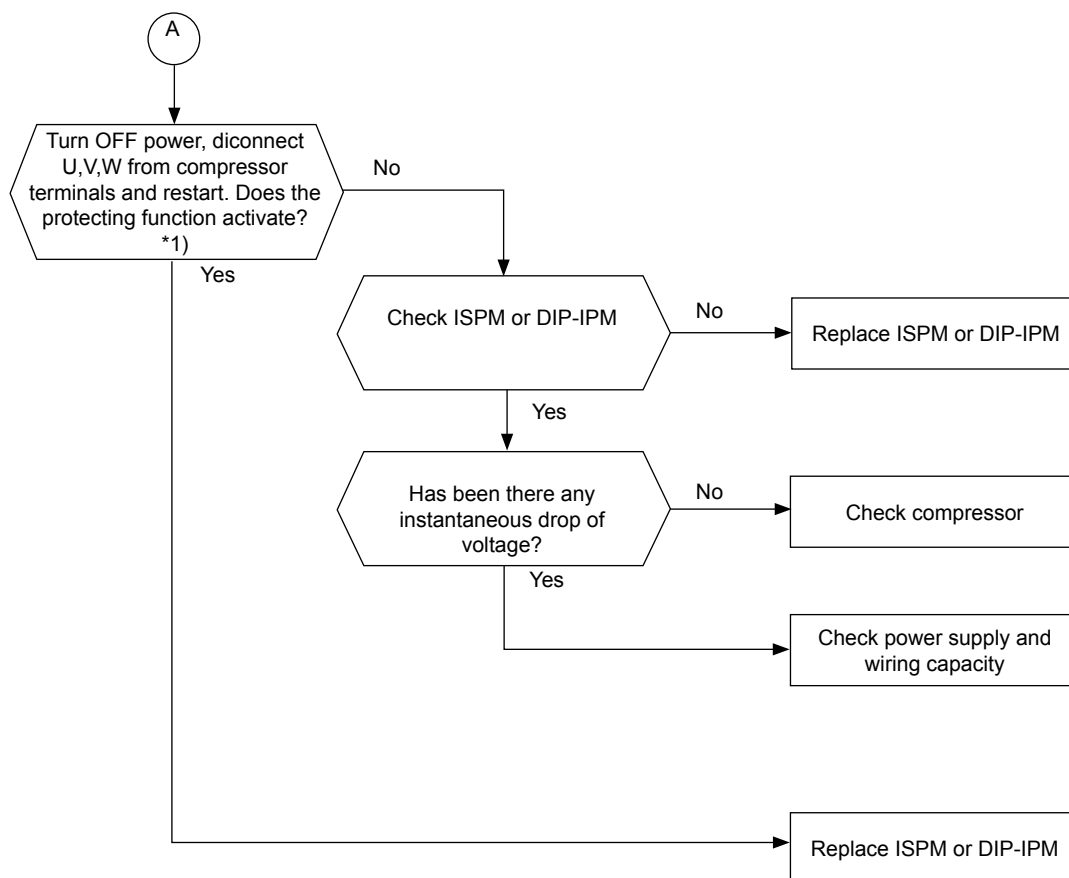 A
Turn OFF power, diconnect
U,V,W from compressor
terminals and restart. Does the
protecting function activate?
*1)
No
Yes
Check ISPM or DIP-IPM
No
Replace ISPM or DIP-IPM
Yes
Has been there any
instantaneous drop of
voltage?
No
Check compressor
Yes
Check power supply and
wiring capacity
Replace ISPM or DIP-IPM